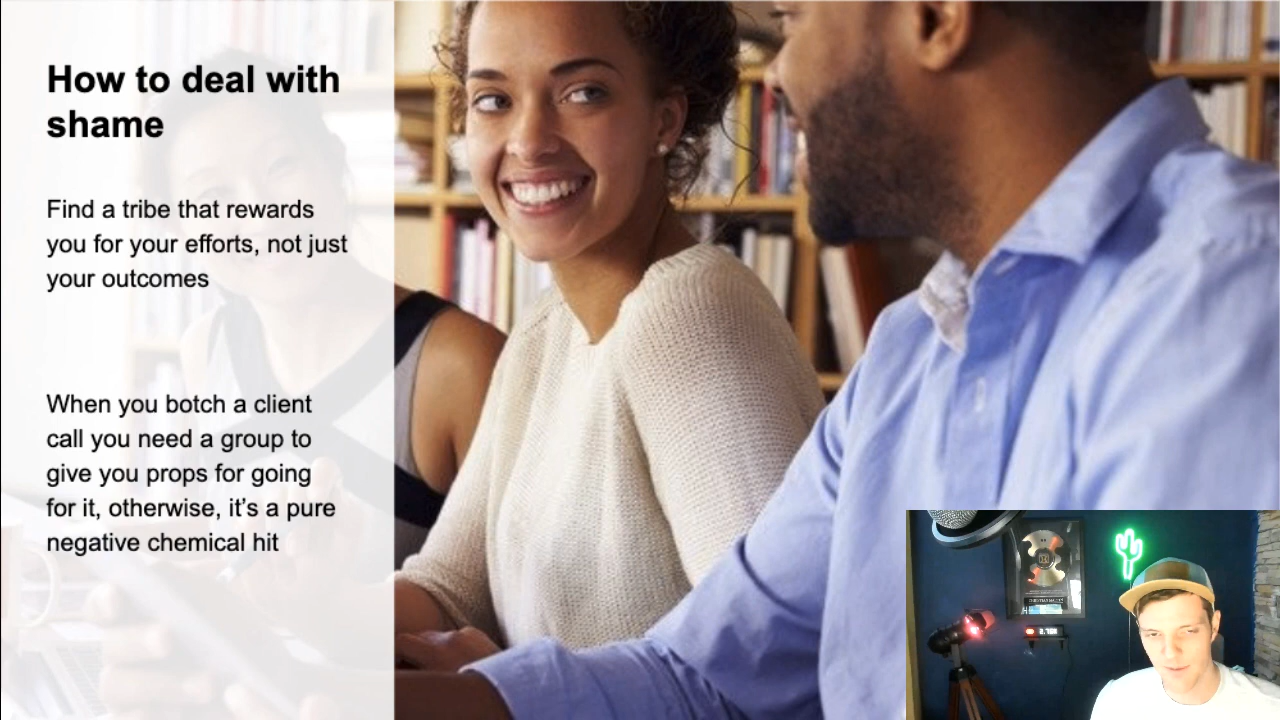 How to deal with
shame
Find a tribe that rewards
you for your efforts, not just
your outcomes
When you botch a client
call you need a group to
give you props for going
for it, otherwise, it's a pure
negative chemical hit